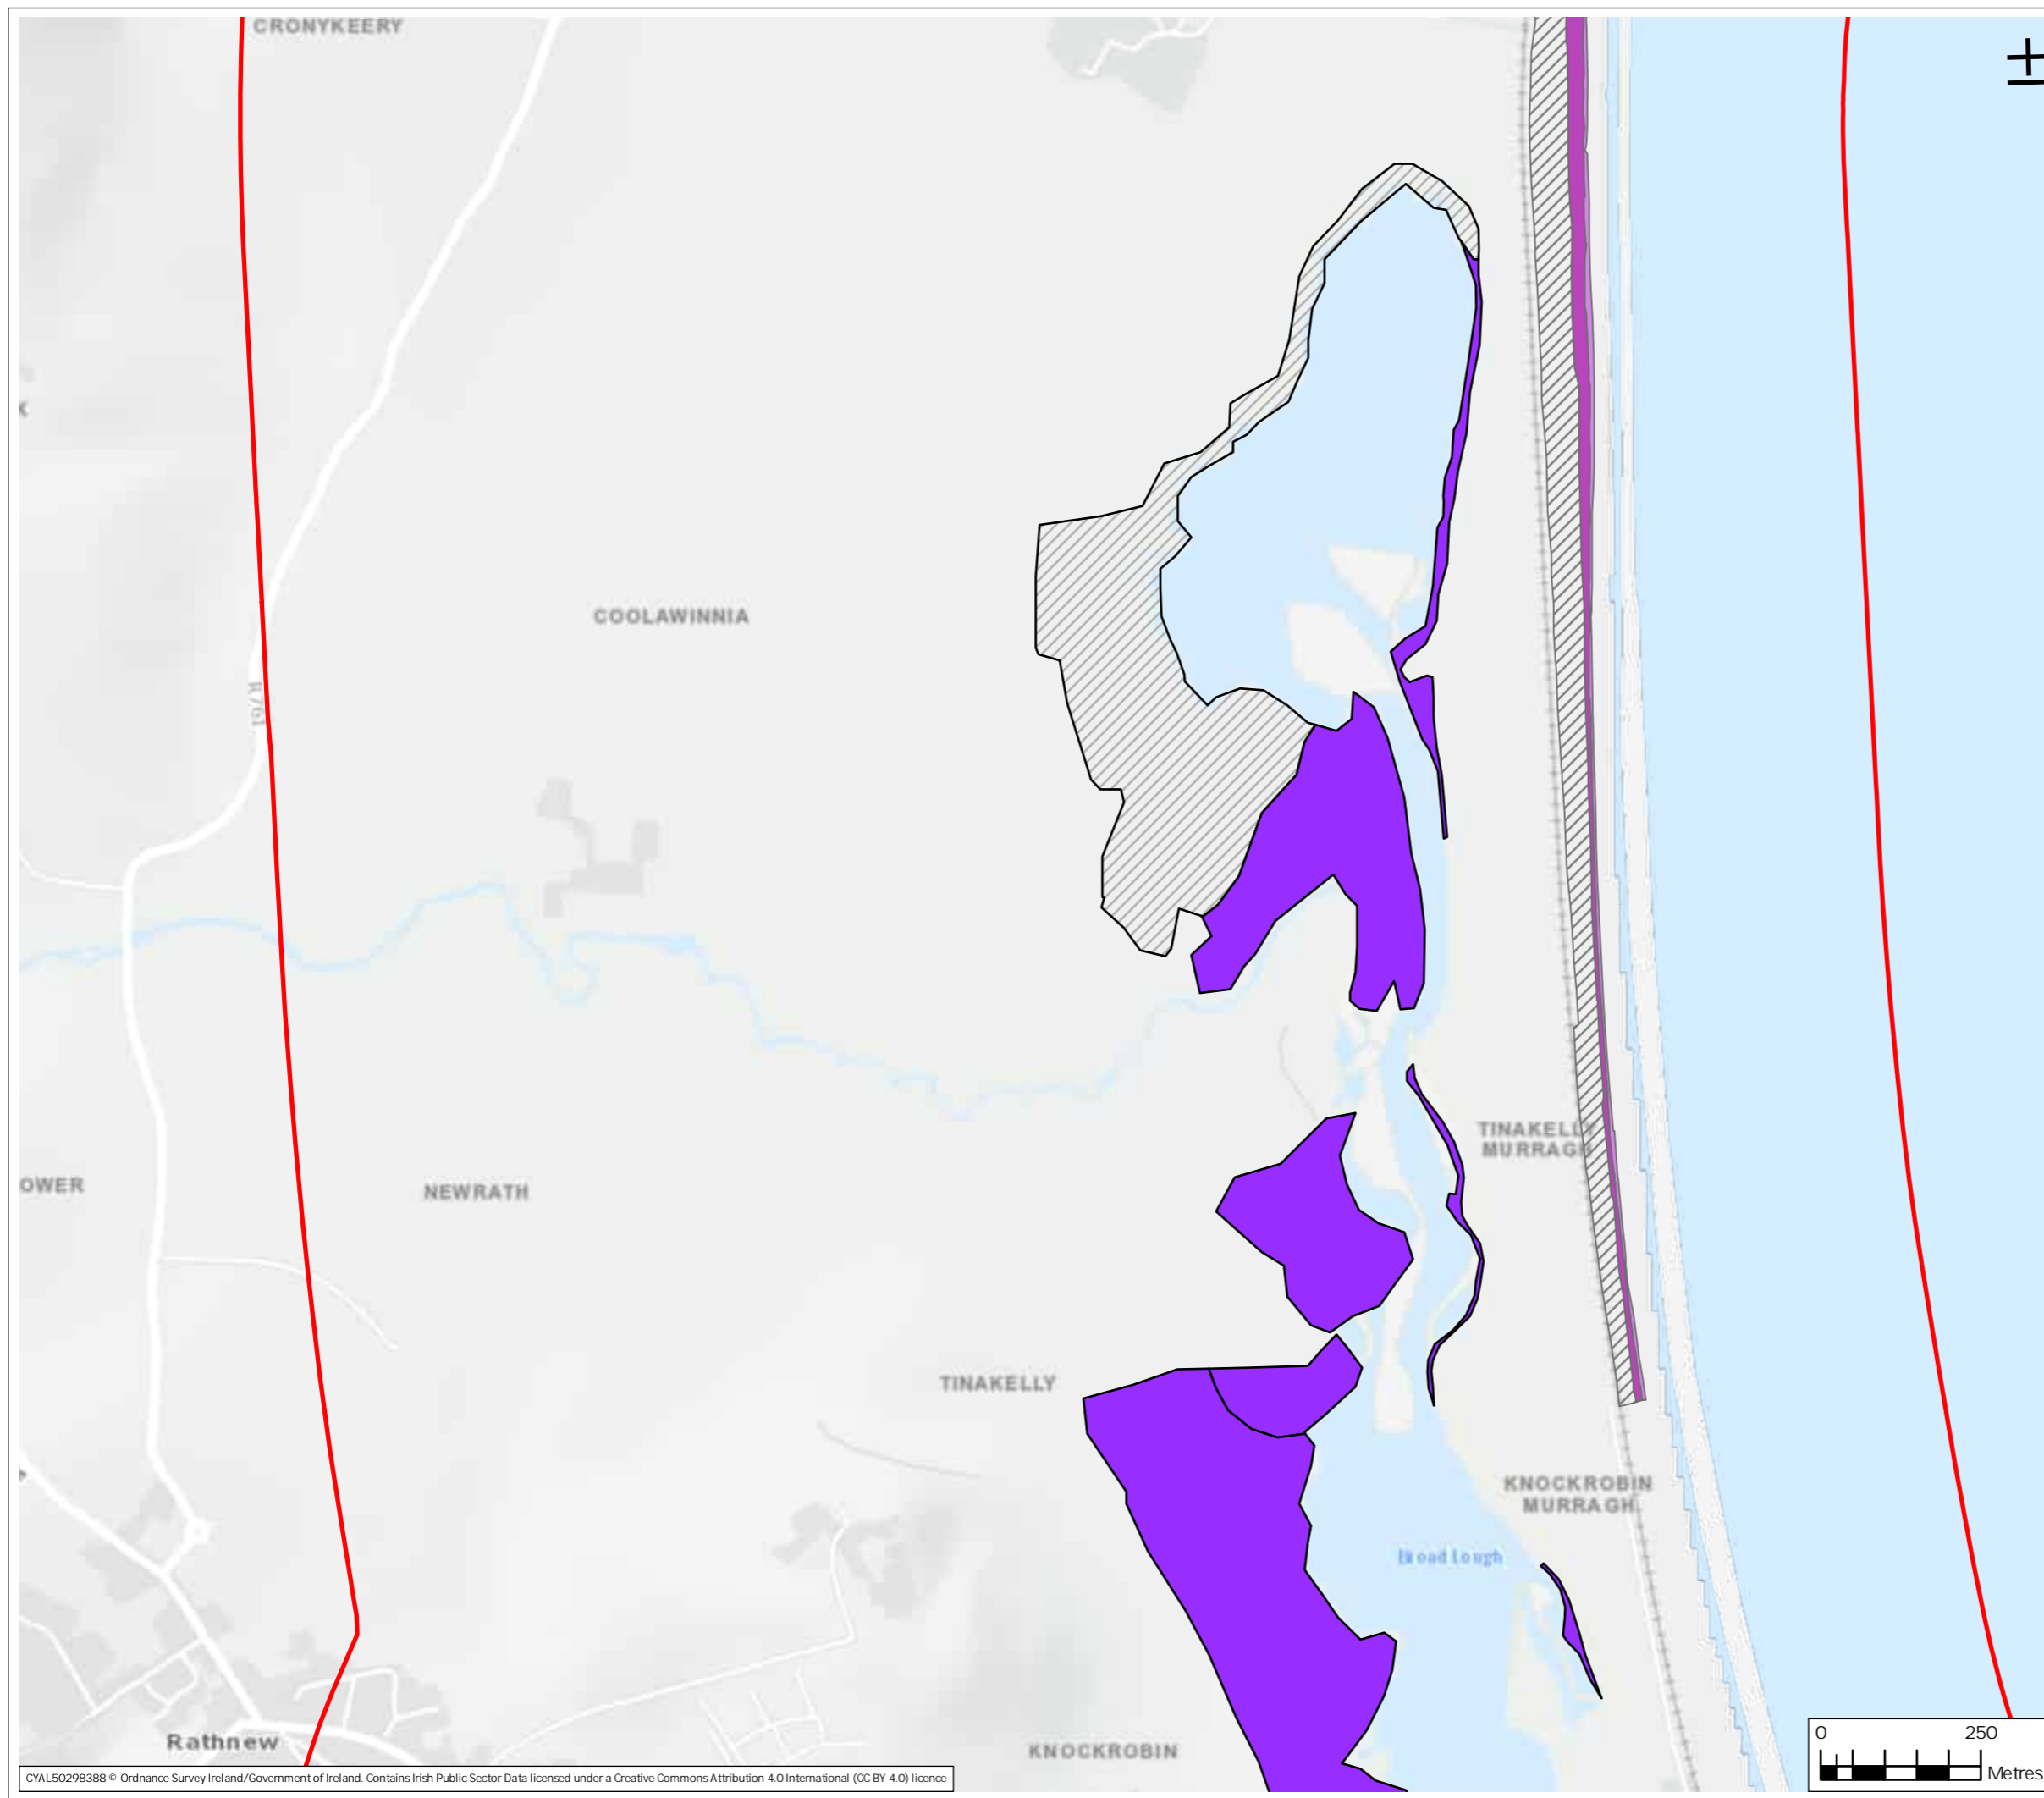 CRONYKEERY
COOLAWINNIA
R761
TINAKELLY
MURRAGH
OWER
NEWRATH
TINAKELLY
KNOCKROBIN
MURRAGH
Broad Lough
Rathnew
KNOCKROBIN
0 250
Metres
CYAL50298388 © Ordnance Survey Ireland/Government of Ireland. Contains Irish Public Sector Data licensed under a Creative Commons Attribution 4.0 International (CC BY 4.0) licence